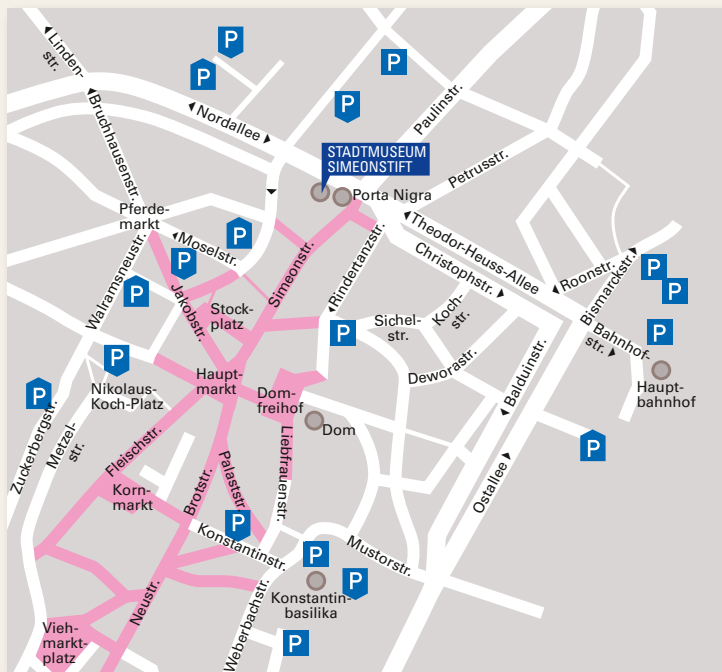 Linden-
str.
P
P
P
P
Bruchhausenstr.
Nordallee
Paulinstr.
STADTMUSEUM
SIMEONSTIFT
Petrusstr.
Porta Nigra
Pferde-
markt
Moselstr.
P
P
Theodor-Heuss-Allee
Christophstr.
Roonstr.
Bismarckstr.
P
P
Walramsneustr.
P
Jakobstr.
Simeonstr.
Stock-
platz
Rindertanzstr.
P
Sichel-
str.
Koch-
str.
Bahnhof-
str.
P
Haupt-
bahnhof
P
Nikolaus-
Koch-Platz
Haupt-
markt
Dom-
freihof
Deworastr.
Balduinstr.
P
Zuckerbergstr.
Metzel-
str.
Fleischstr.
Dom
Liebfrauenstr.
P
Ostallee
Korn-
markt
Brotstr.
Palaststr.
P
Konstantinstr.
Mustorstr.
P
P
Konstantin-
basilika
Neustr.
Weberbachstr.
P
Vieh-
markt-
platz